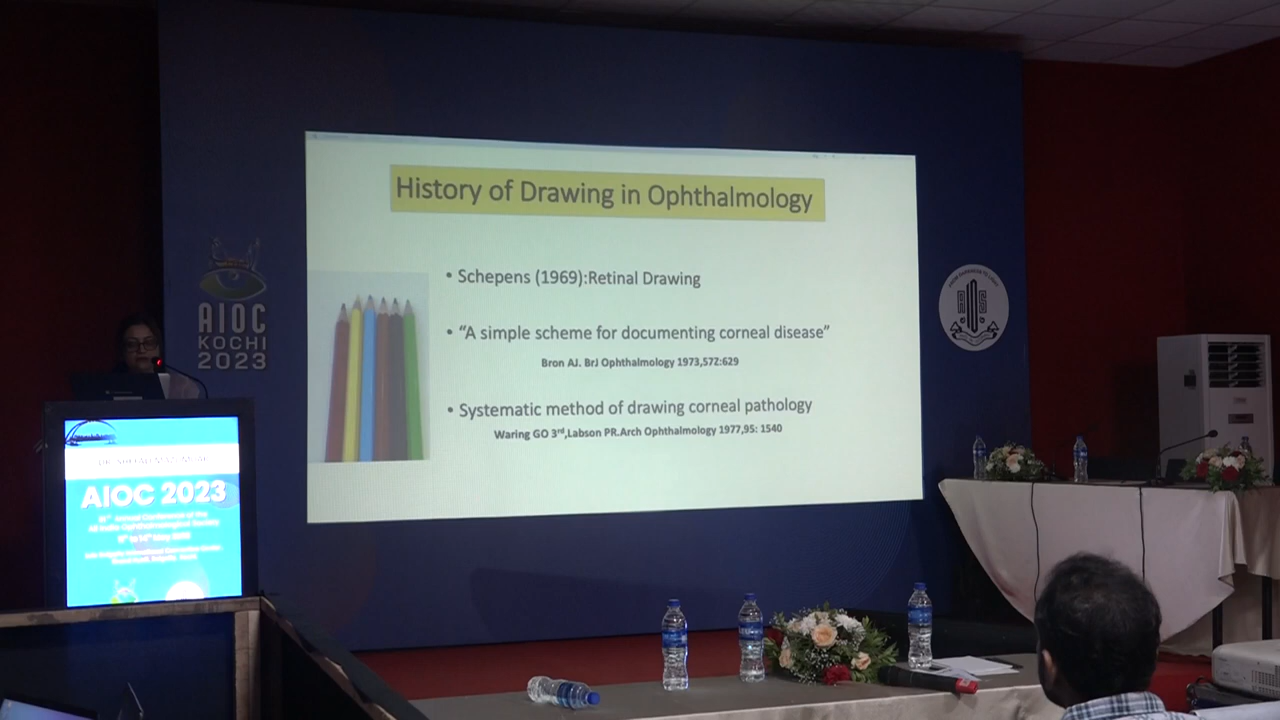 History of Drawing in Ophthalmology
• Schepens (1969):Retinal Drawing
• “A simple scheme for documenting corneal disease”
Bron AJ. BrJ Ophthalmology 1973,57Z:629
• Systematic method of drawing corneal pathology
Waring GO 3rd,Labson PR.Arch Ophthalmology 1977,95: 1540
AIOC
KOCHI
2023
AIOC 2023